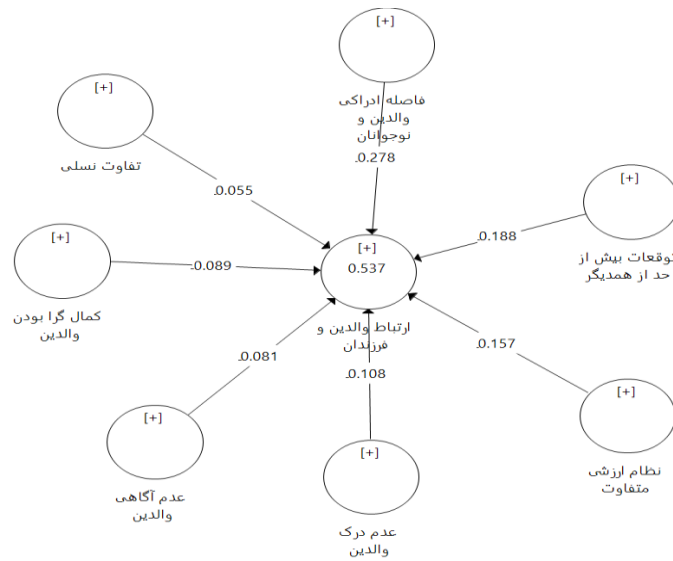 [+]
فاصله ادراکی
والدین و
نوجوانان
[+]
تفاوت نسلی
-0.278
-0.055
[+]
توقعات بیش از
حد از همدیگر
-0.188
[+]
کمال گرا بودن
والدین
-0.089
[+]
0.537
ارتباط والدین و
فرزندان
-0.081
-0.108
-0.157
[+]
عدم آگاهی
والدین
[+]
عدم درک
والدین
[+]
نظام ارزشی
متفاوت